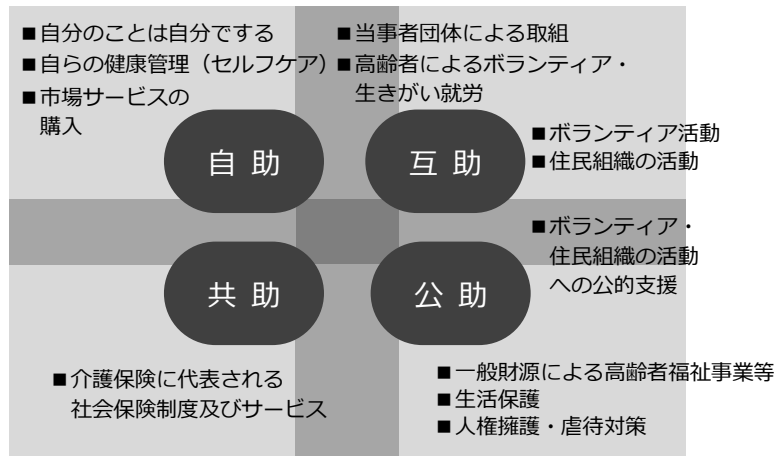 ■自分のことは自分でする
■自らの健康管理（セルフケア）
■市場サービスの
購入
自助
■当事者団体による取組
■高齢者によるボランティア・
生きがい就労
互助
■ボランティア活動
■住民組織の活動
■ボランティア・
住民組織の活動
への公的支援
共助
公助
■介護保険に代表される
社会保険制度及びサービス
■一般財源による高齢者福祉事業等
■生活保護
■人権擁護・虐待対策